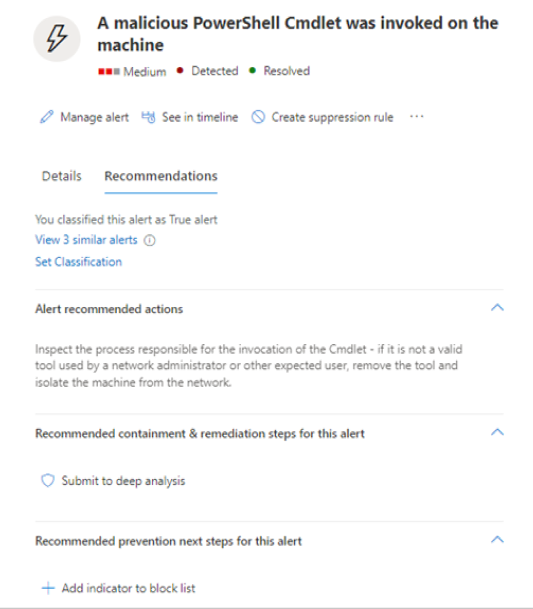 A malicious PowerShell Cmdlet was invoked on the
machine
Medium Detected Resolved
Manage alert See in timeline Create suppression rule ...
Details Recommendations
You classified this alert as True alert
View 3 similar alerts
Set Classification
Alert recommended actions
Inspect the process responsible for the invocation of the Cmdlet - if it is not a valid
tool used by a network administrator or other expected user, remove the tool and
isolate the machine from the network.
Recommended containment & remediation steps for this alert
Submit to deep analysis
Recommended prevention next steps for this alert
Add indicator to block list